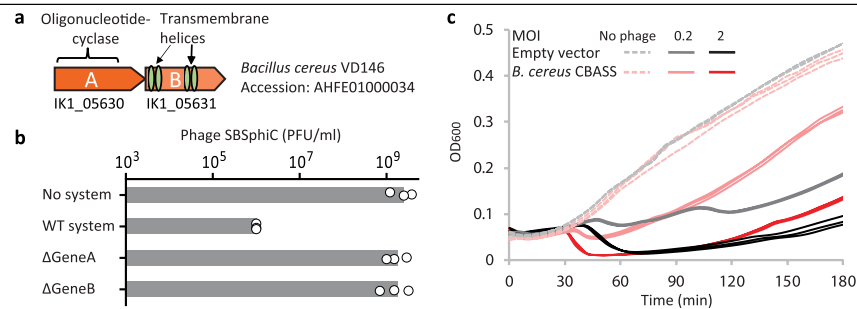 a
Oligonucleotide-
cyclase
Transmembrane
helices
A
B
IK1_05630
IK1_05631
Bacillus cereus VD146
Accession: AHFE01000034
b
Phage SBSphiC (PFU/ml)
10³ 10⁵ 10⁷ 10⁹
No system
WT system
ΔGeneA
ΔGeneB
c
MOI No phage 0.2 2
Empty vector
B. cereus CBASS
OD600
0.5
0.4
0.3
0.2
0.1
0
0 30 60 90 120 150 180
Time (min)